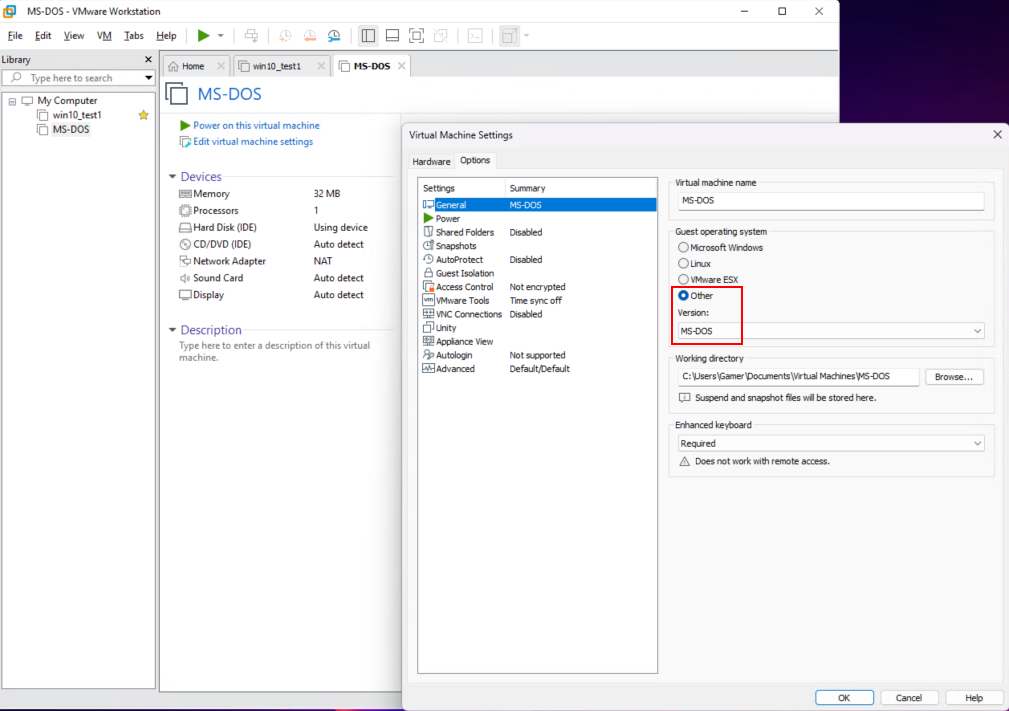 MS-DOS - VMware Workstation
File Edit View VM Tabs Help
Library
Type here to search
My Computer
win10_test1
MS-DOS
Home
win10_test1
MS-DOS
MS-DOS
Power on this virtual machine
Edit virtual machine settings
Devices
Memory 32 MB
Processors 1
Hard Disk (IDE) Using device
CD/DVD (IDE) Auto detect
Network Adapter NAT
Sound Card Auto detect
Display Auto detect
Description
Type here to enter a description of this virtual
machine.
Virtual Machine Settings
Hardware Options
Settings Summary
General MS-DOS
Power
Shared Folders Disabled
Snapshots
AutoProtect Disabled
Guest Isolation
Access Control Not encrypted
vm VMware Tools Time sync off
VNC Connections Disabled
Unity
Appliance View
Autologin Not supported
Advanced Default/Default
Virtual machine name
MS-DOS
Guest operating system
Microsoft Windows
Linux
VMware ESX
Other
Version:
MS-DOS
Working directory
C:\Users\Gamer\Documents\Virtual Machines\MS-DOS
Browse...
Suspend and snapshot files will be stored here.
Enhanced keyboard
Required
Does not work with remote access.
OK Cancel Help